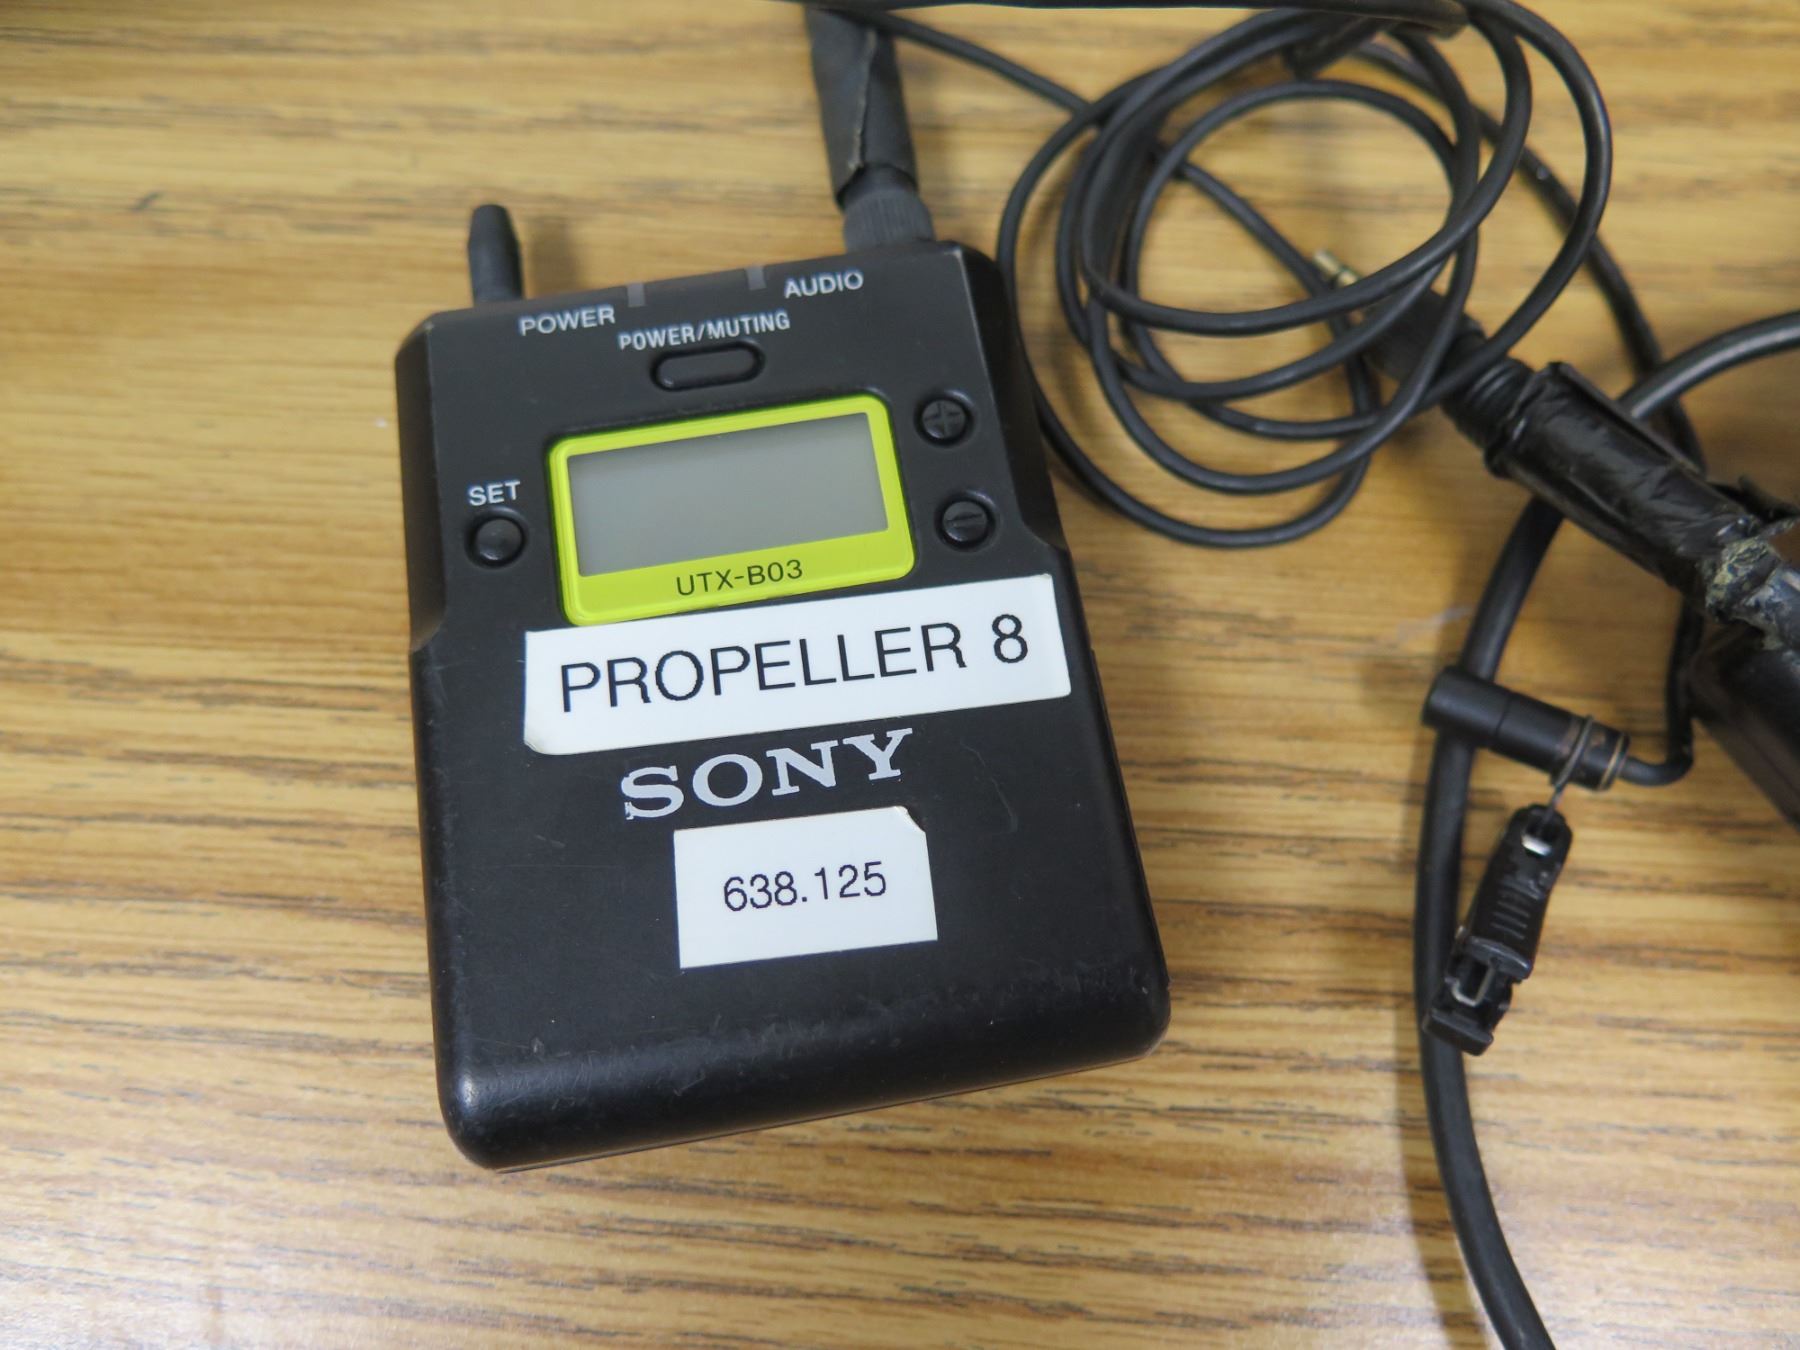 POWER
AUDIO
POWER/MUTING
SET
UTX-B03
PROPELLER 8
SONY
638.125